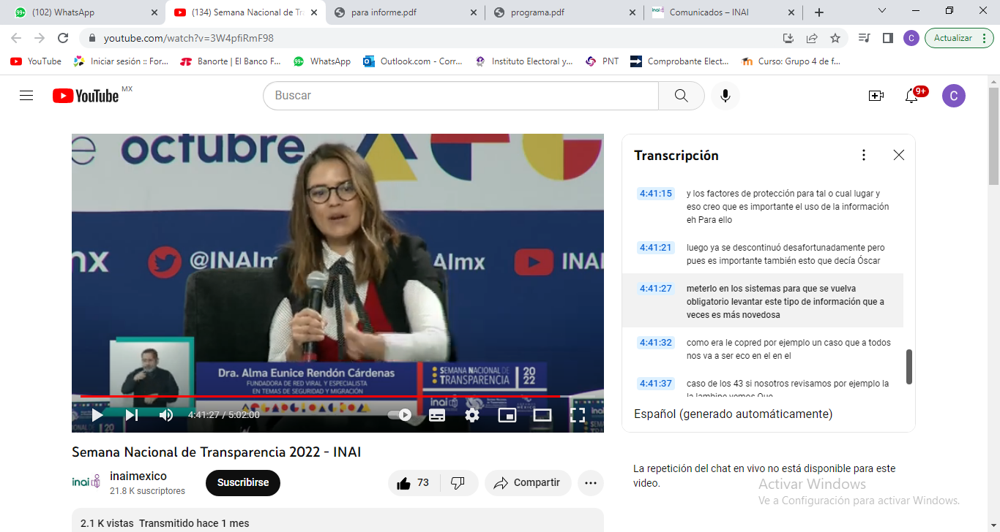 (102) WhatsApp
(134) Semana Nacional de Tra
para informe.pdf
programa.pdf
Comunicados – INAI
youtube.com/watch?v=3W4pfiRmF98
Actualizar
YouTube
Iniciar sesión :: For...
Banorte | El Banco F...
99+
WhatsApp
Outlook.com - Corr...
Instituto Electoral y...
PNT
Comprobante Elect...
Curso: Grupo 4 de f...
YouTube MX
Buscar
9+
C
e octubre
mx
@INAIm
AImx
INA
Dra. Alma Eunice Rendón Cárdenas
FUNDADORA DE RED VIRAL Y ESPECIALISTA
EN TEMAS DE SEGURIDAD Y MIGRACIÓN
SEMANA NACIONAL DE
TRANSPARENCIA
2022
inai
4:41:27 / 5:02:00
Transcripción
4:41:15
y los factores de protección para tal o cual lugar y
eso creo que es importante el uso de la información
eh Para ello
4:41:21
luego ya se descontinuó desafortunadamente pero
pues es importante también esto que decía Óscar
4:41:27
meterlo en los sistemas para que se vuelva
obligatorio levantar este tipo de información que a
veces es más novedosa
4:41:32
como era le copred por ejemplo un caso que a todos
nos va a ser eco en el en el
4:41:37
caso de los 43 si nosotros revisamos por ejemplo la
la lambine vemos Que
Español (generado automáticamente)
Semana Nacional de Transparencia 2022 - INAI
inai
inaimexico
21.8 K suscriptores
Suscribirse
73
Compartir
2.1 K vistas Transmitido hace 1 mes
La repetición del chat en vivo no está disponible para este
video.
Activar Windows
Ve a Configuración para activar Windows.